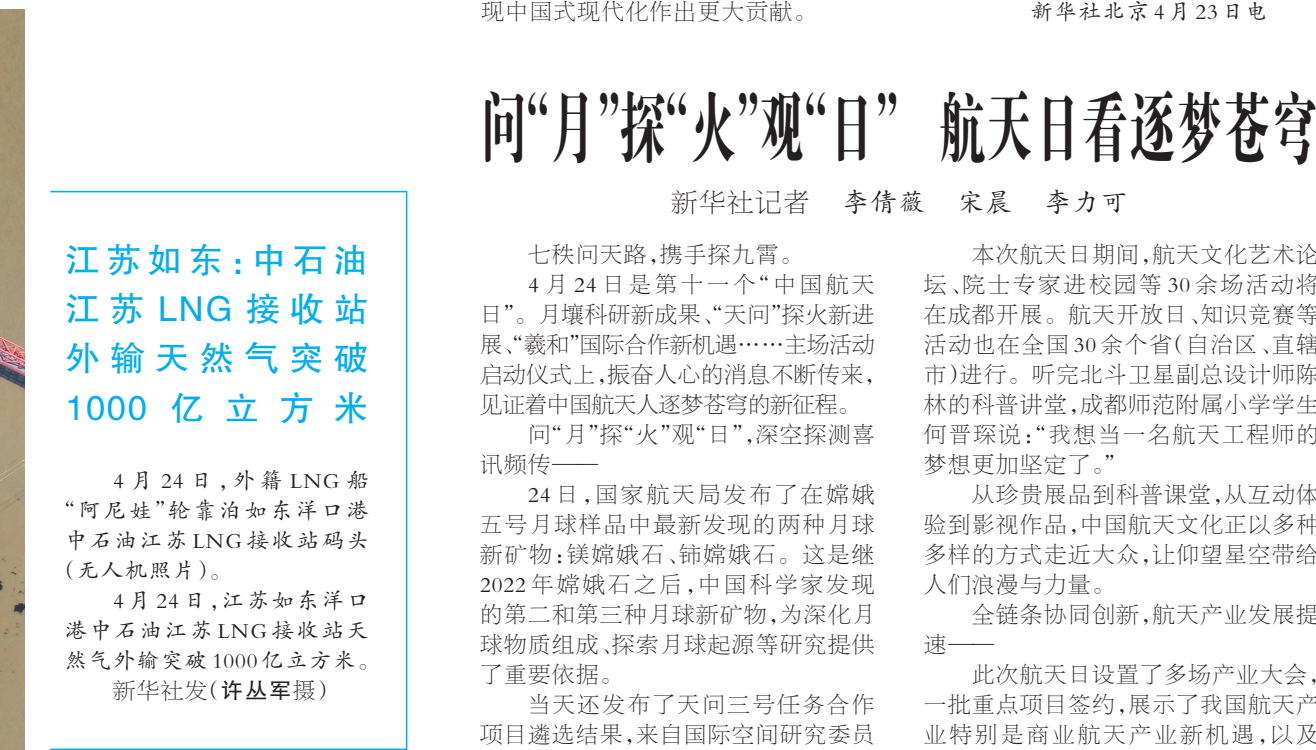 现中国式现代化作出更大贡献。
新华社北京4月23日电
问“月”探“火”观“日” 航天日看逐梦苍穹
新华社记者 李倩薇 宋晨 李力可
江苏如东:中石油
江苏 LNG 接收站
外输天然气突破
1000 亿立方米
4月24日,外籍LNG船
“阿尼娃”轮靠泊如东洋口港
中石油江苏LNG接收站码头
(无人机照片)。
4月24日,江苏如东洋口
港中石油江苏LNG接收站天
然气外输突破1000亿立方米。
新华社发(许丛军摄)
七秩问天路,携手探九霄。
4月24日是第十一个“中国航天
日”。月壤科研新成果、“天问”探火新进
展、“羲和”国际合作新机遇……主场活动
启动仪式上,振奋人心的消息不断传来,
见证着中国航天人逐梦苍穹的新征程。
问“月”探“火”观“日”,深空探测喜
讯频传——
24日,国家航天局发布了在嫦娥
五号月球样品中最新发现的两种月球
新矿物:镁嫦娥石、铈嫦娥石。这是继
2022年嫦娥石之后,中国科学家发现
的第二和第三种月球新矿物,为深化月
球物质组成、探索月球起源等研究提供
了重要依据。
当天还发布了天问三号任务合作
项目遴选结果,来自国际空间研究委员
本次航天日期间,航天文化艺术论
坛、院士专家进校园等30余场活动将
在成都开展。航天开放日、知识竞赛等
活动也在全国30余个省(自治区、直辖
市)进行。听完北斗卫星副总设计师陈
林的科普讲堂,成都师范附属小学学生
何晋琛说:“我想当一名航天工程师的
梦想更加坚定了。”
从珍贵展品到科普课堂,从互动体
验到影视作品,中国航天文化正以多种
多样的方式走近大众,让仰望星空带给
人们浪漫与力量。
全链条协同创新,航天产业发展提
速——
此次航天日设置了多场产业大会,
一批重点项目签约,展示了我国航天产
业特别是商业航天产业新机遇,以及